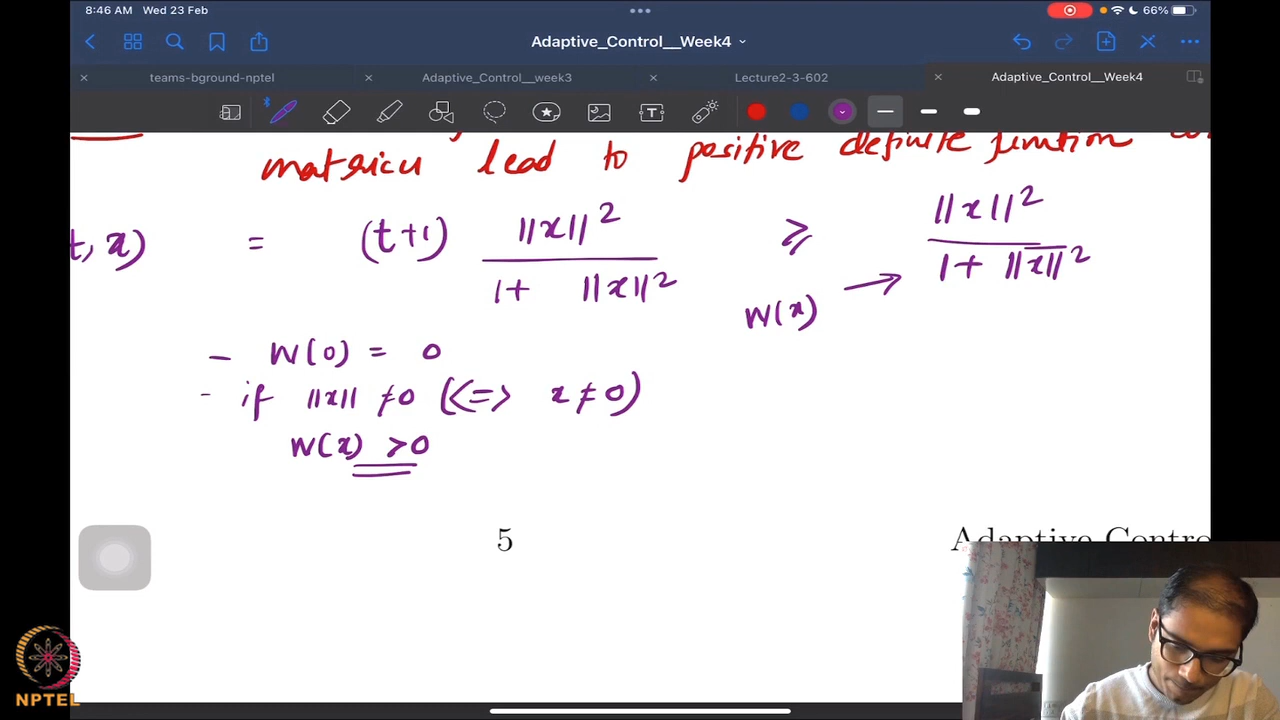 8:46 AM Wed 23 Feb
66%
Adaptive_Control__Week4
teams-bground-nptel
Adaptive_Control__week3
Lecture2-3-602
Adaptive_Control__Week4
matrices lead to positive definite function
t, x) = (t+1) ||x||² / 1 + ||x||² ≥ ||x||² / 1 + ||x||²
W(x) →
- W(0) = 0
- if ||x|| ≠ 0 (<=> x ≠ 0)
W(x) > 0
5
Adaptive Contro
NPTEL